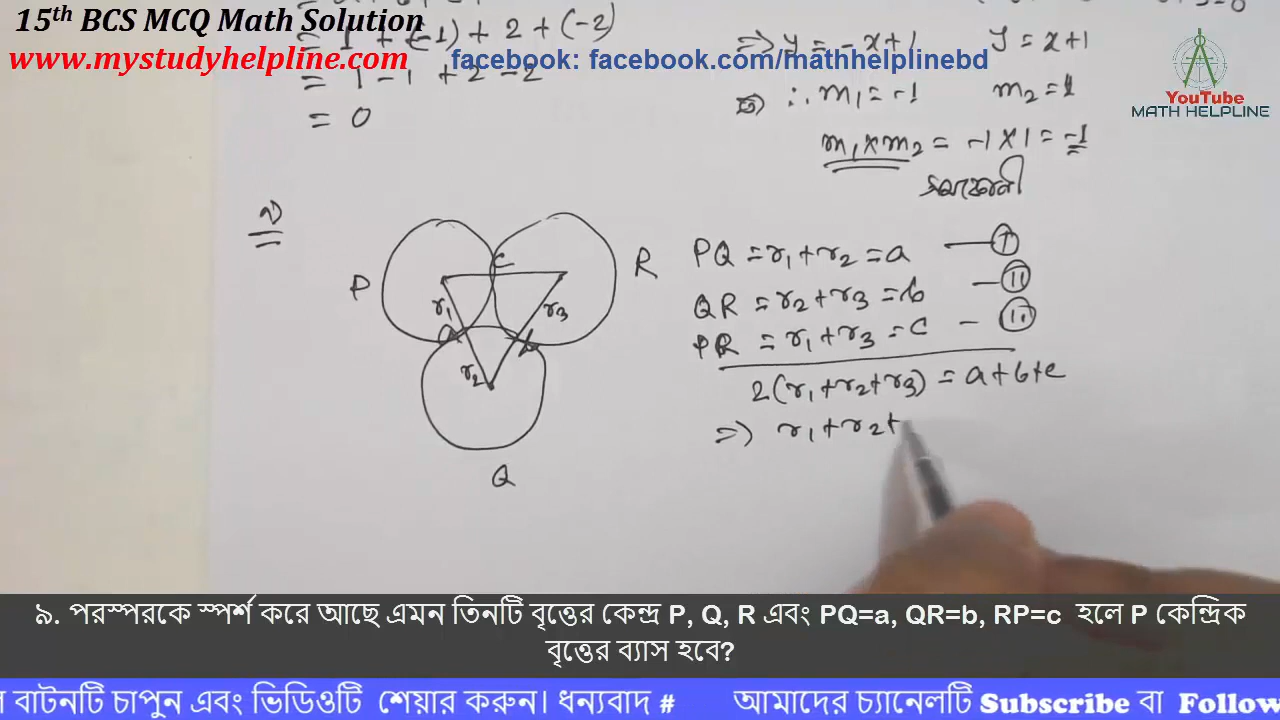 15th BCS MCQ Math Solution
= 1 + (-1) + 2 + (-2)
www.mystudyhelpline.com
facebook: facebook.com/mathhelplinebd
= 1 - 1 + 2 - 2
= 0
=> y = -x+1
y = x+1
∴ m1 = -1
m2 = 1
m1 x m2 = -1 x 1 = -1
সমকোণী
YouTube
MATH HELPLINE
৯
P
R
Q
c
a
b
r1
r2
r3
PQ = r1 + r2 = a — (i)
QR = r2 + r3 = b — (ii)
PR = r1 + r3 = c — (iii)
2(r1 + r2 + r3) = a + b + c
=> r1 + r2 +
৯. পরস্পরকে স্পর্শ করে আছে এমন তিনটি বৃত্তের কেন্দ্র P, Q, R এবং PQ=a, QR=b, RP=c হলে P কেন্দ্রিক
বৃত্তের ব্যাস হবে?
বাটনটি চাপুন এবং ভিডিওটি শেয়ার করুন। ধন্যবাদ # আমাদের চ্যানেলটি Subscribe বা Follow